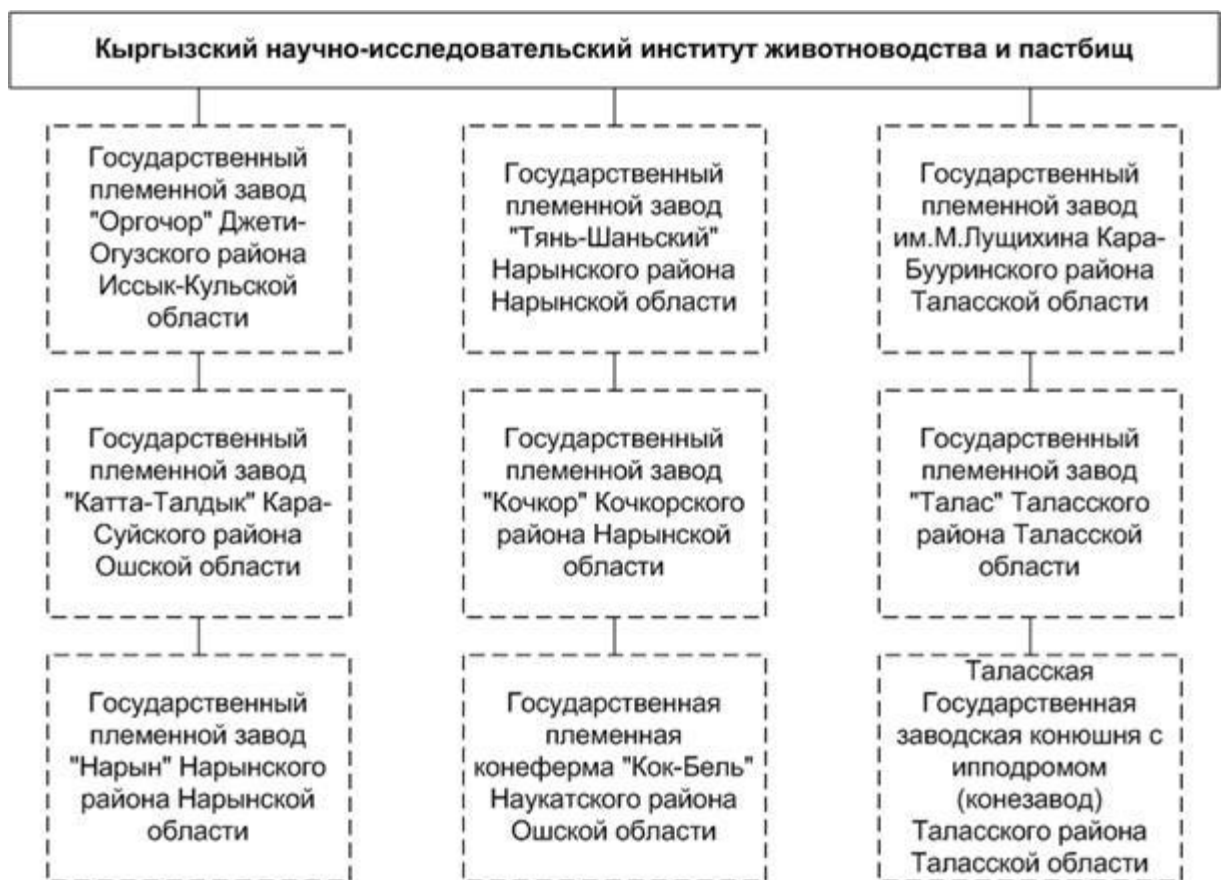 Кыргызский научно-исследовательский институт животноводства и пастбищ
Государственный
племенной завод
"Оргочор" Джети-
Огузского района
Иссык-Кульской
области
Государственный
племенной завод
"Тянь-Шаньский"
Нарынского района
Нарынской области
Государственный
племенной завод
им.М.Лущихина Кара-
Бууринского района
Таласской области
Государственный
племенной завод
"Катта-Талдык" Кара-
Суйского района
Ошской области
Государственный
племенной завод
"Кочкор" Кочкорского
района Нарынской
области
Государственный
племенной завод
"Талас" Таласского
района Таласской
области
Государственный
племенной завод
"Нарын" Нарынского
района Нарынской
области
Государственная
племенная
конеферма "Кок-Бель"
Наукатского района
Ошской области
Таласская
Государственная
заводская конюшня с
ипподромом
(конезавод)
Таласского района
Таласской области